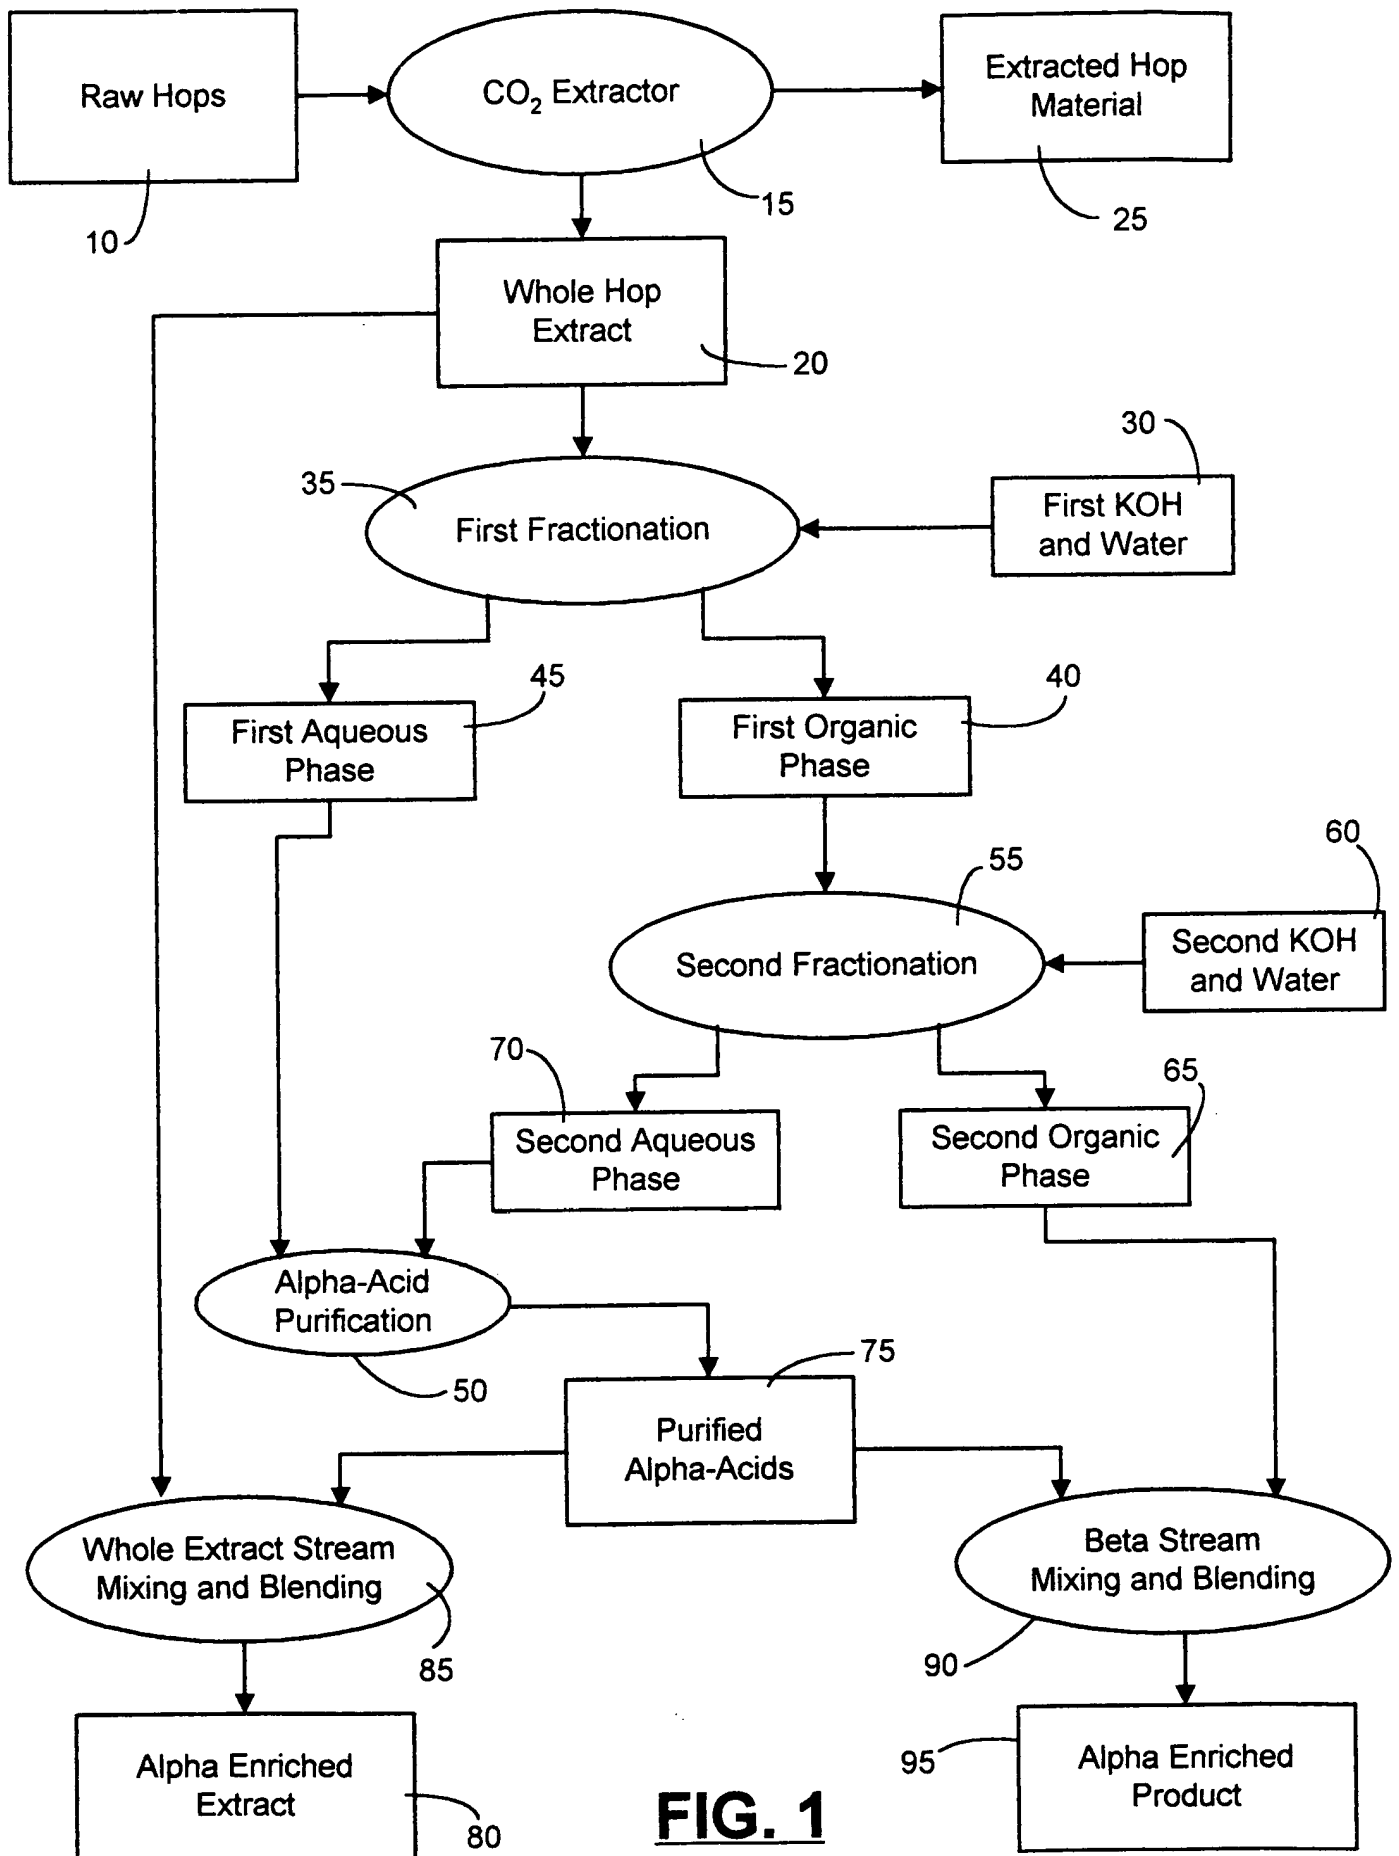 Raw Hops
CO₂ Extractor
Extracted Hop
Material
10
15
25
Whole Hop
Extract
20
30
35
First Fractionation
First KOH
and Water
45
40
First Aqueous
Phase
First Organic
Phase
60
55
Second Fractionation
Second KOH
and Water
70
65
Second Aqueous
Phase
Second Organic
Phase
Alpha-Acid
Purification
50
75
Purified
Alpha-Acids
Whole Extract Stream
Mixing and Blending
Beta Stream
Mixing and Blending
85
90
Alpha Enriched
Extract
80
95
Alpha Enriched
Product
FIG. 1